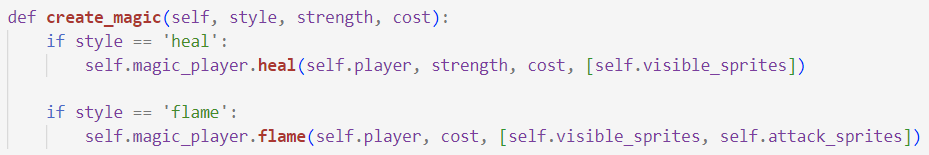 def create_magic(self, style, strength, cost):
    if style == 'heal':
        self.magic_player.heal(self.player, strength, cost, [self.visible_sprites])

    if style == 'flame':
        self.magic_player.flame(self.player, cost, [self.visible_sprites, self.attack_sprites])